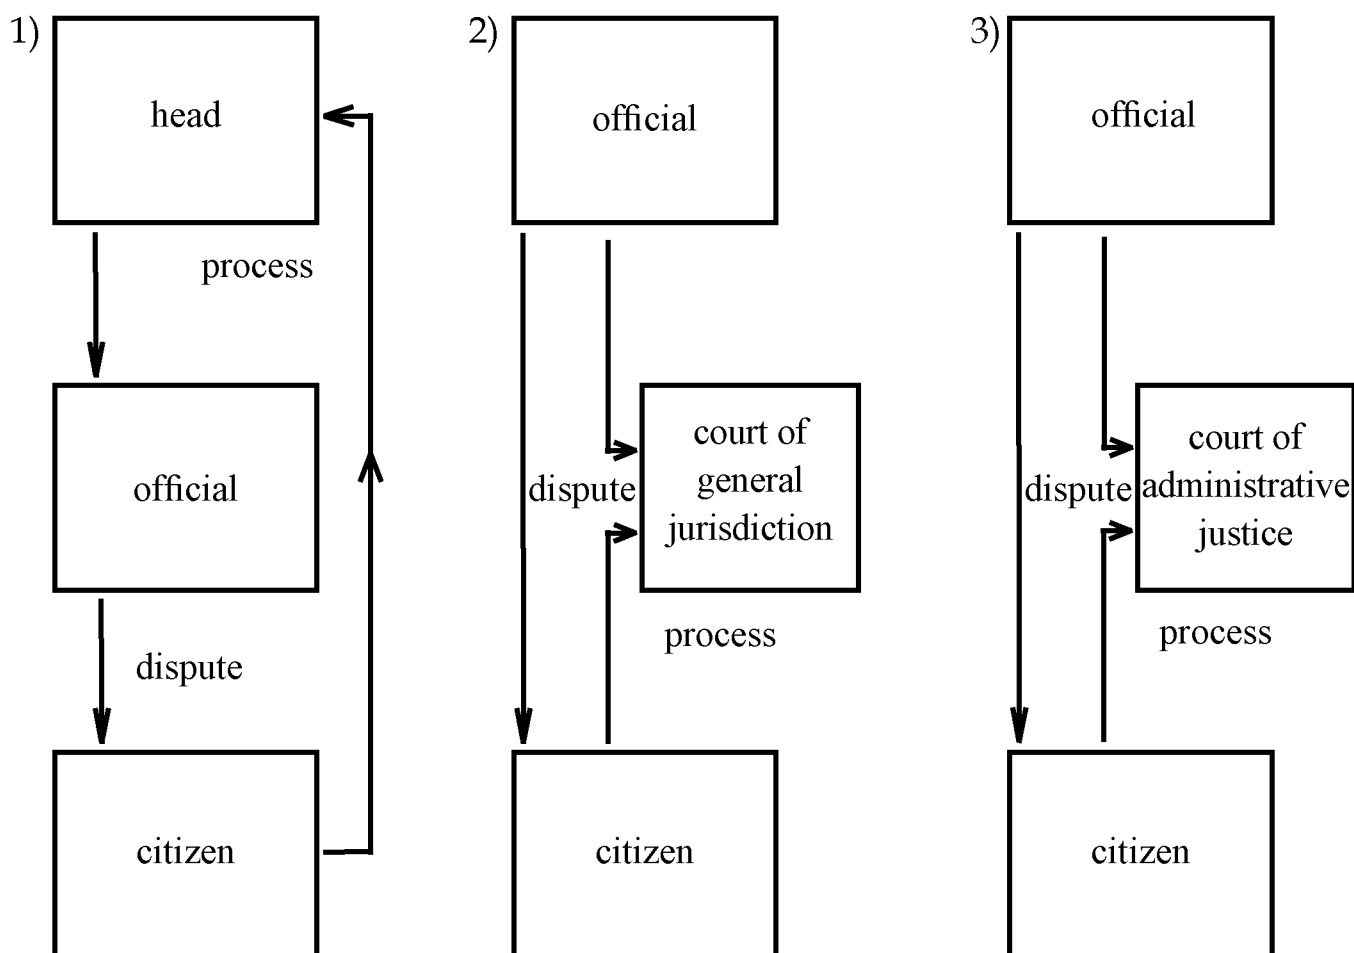 1)
head
process
official
dispute
citizen
2)
official
dispute
court of
general
jurisdiction
process
citizen
3)
official
dispute
court of
administrative
justice
process
citizen